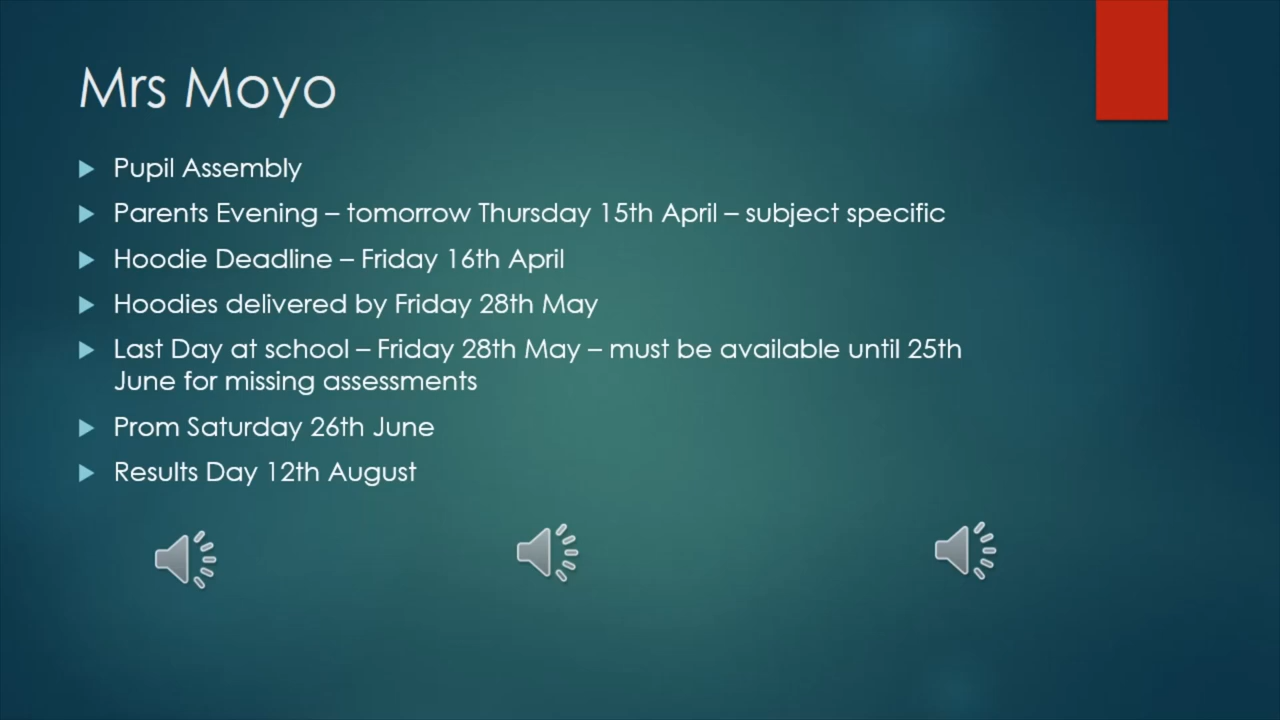 Mrs Moyo
Pupil Assembly
Parents Evening – tomorrow Thursday 15th April – subject specific
Hoodie Deadline – Friday 16th April
Hoodies delivered by Friday 28th May
Last Day at school – Friday 28th May – must be available until 25th
June for missing assessments
Prom Saturday 26th June
Results Day 12th August